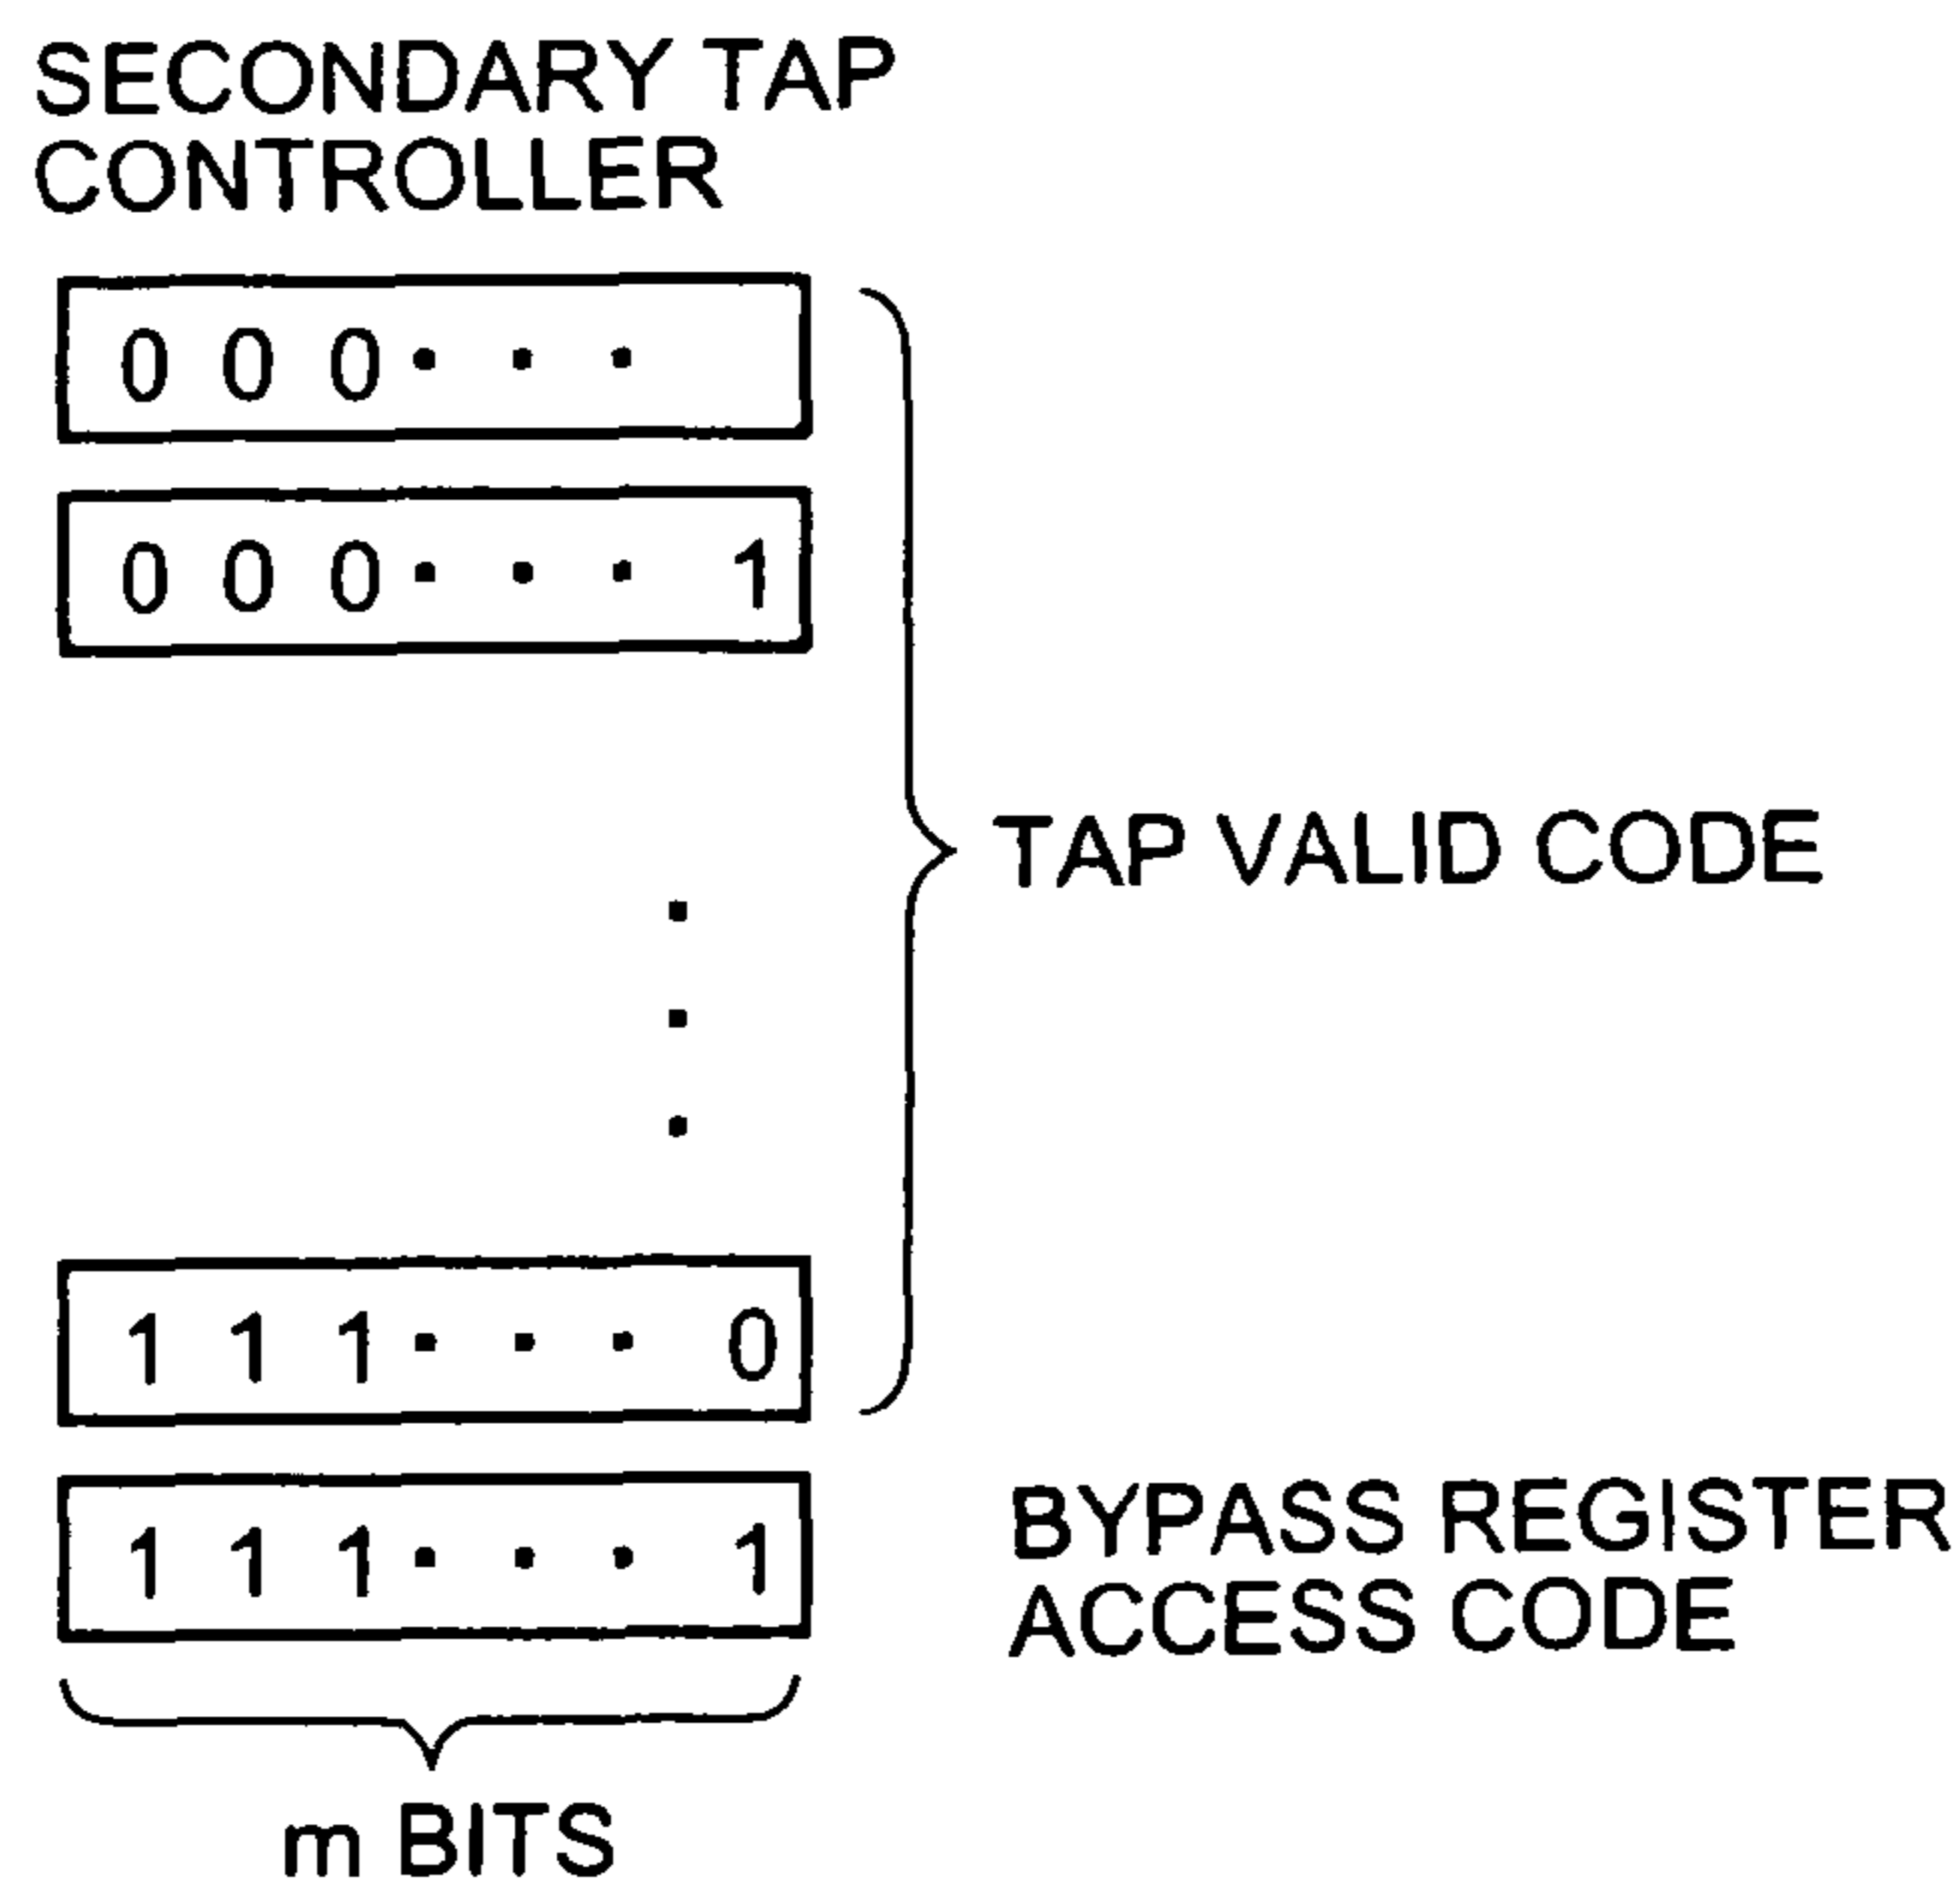 SECONDARY TAP
CONTROLLER
0 0 0 · · ·
0 0 0 · · · 1
TAP VALID CODE
1 1 1 · · · 0
1 1 1 · · · 1
BYPASS REGISTER
ACCESS CODE
m BITS